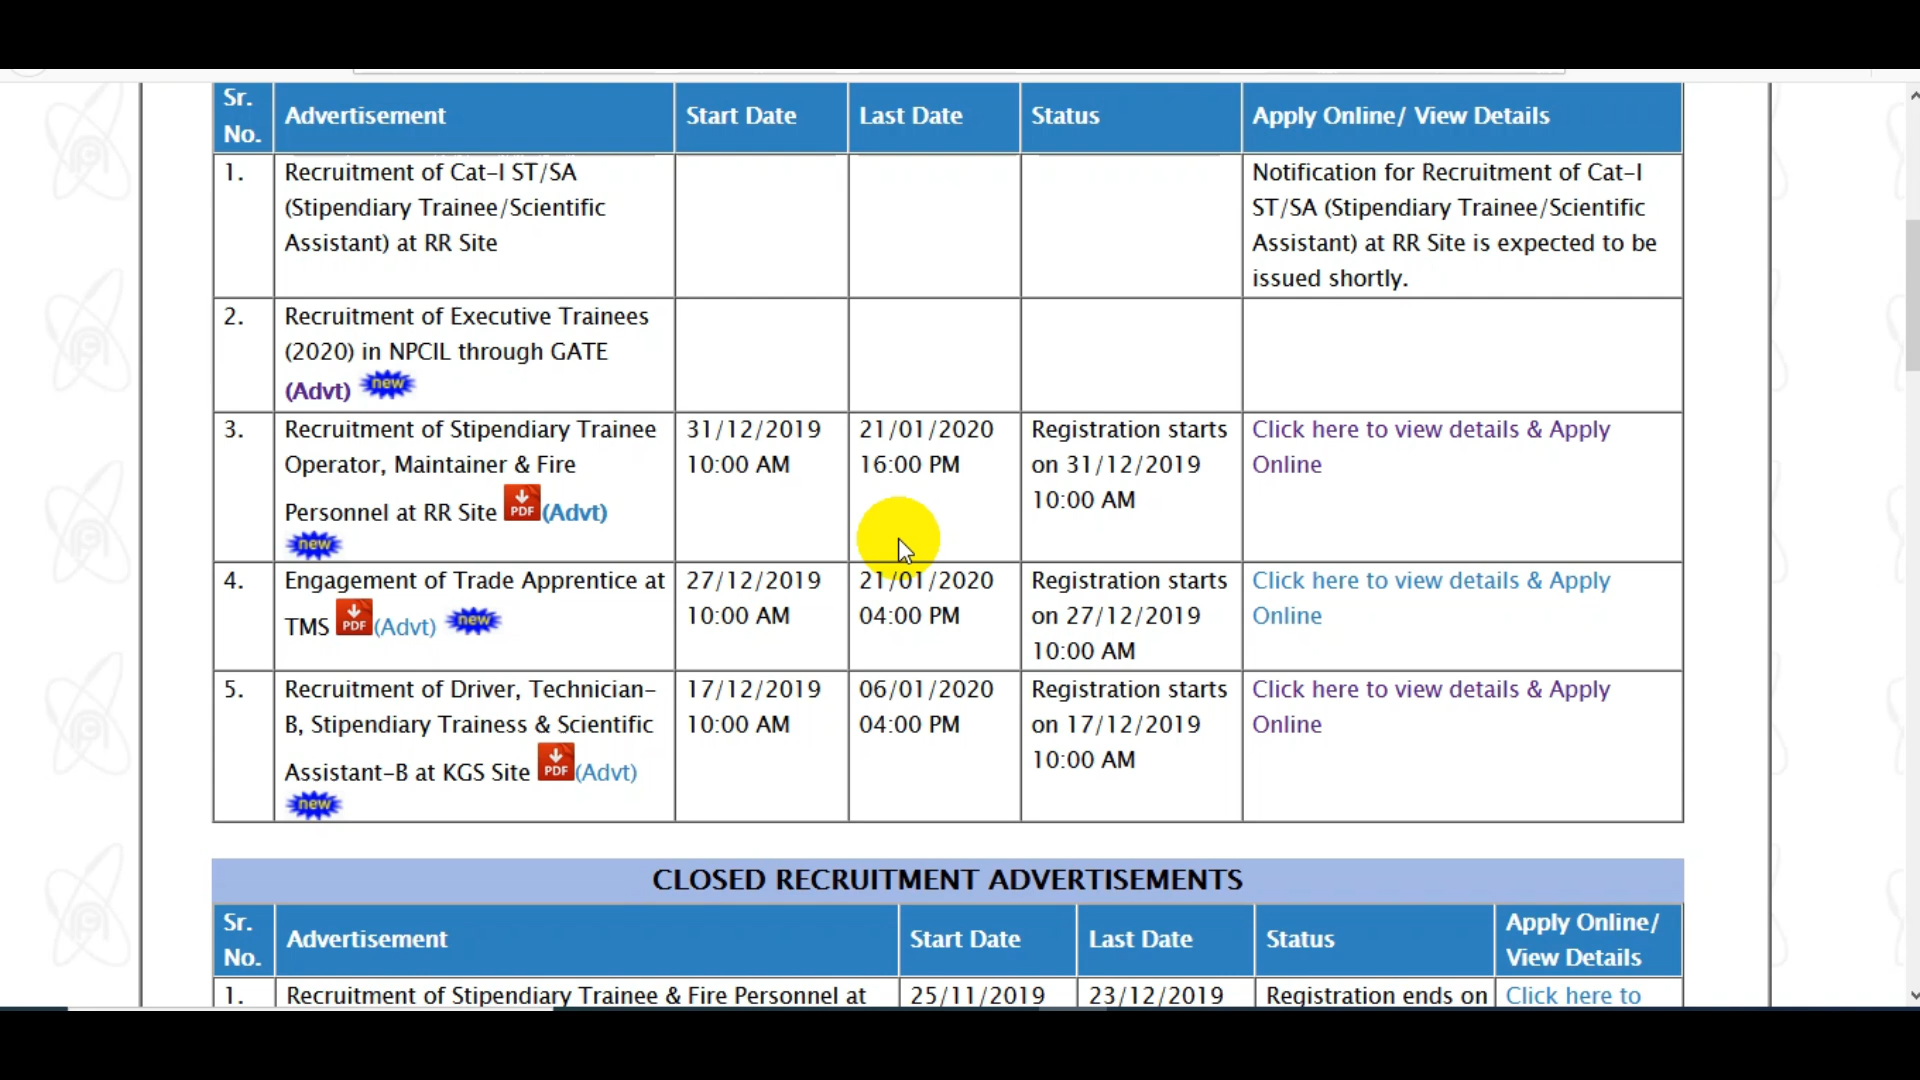 Sr.
No.
Advertisement
Start Date
Last Date
Status
Apply Online/ View Details
1.
Recruitment of Cat-I ST/SA
(Stipendiary Trainee/Scientific
Assistant) at RR Site
Notification for Recruitment of Cat-I
ST/SA (Stipendiary Trainee/Scientific
Assistant) at RR Site is expected to be
issued shortly.
2.
Recruitment of Executive Trainees
(2020) in NPCIL through GATE
(Advt) new
3.
Recruitment of Stipendiary Trainee
Operator, Maintainer & Fire
Personnel at RR Site PDF (Advt)
new
31/12/2019
10:00 AM
21/01/2020
16:00 PM
Registration starts
on 31/12/2019
10:00 AM
Click here to view details & Apply
Online
4.
Engagement of Trade Apprentice at
TMS PDF (Advt) new
27/12/2019
10:00 AM
21/01/2020
04:00 PM
Registration starts
on 27/12/2019
10:00 AM
Click here to view details & Apply
Online
5.
Recruitment of Driver, Technician-
B, Stipendiary Trainess & Scientific
Assistant-B at KGS Site PDF (Advt)
new
17/12/2019
10:00 AM
06/01/2020
04:00 PM
Registration starts
on 17/12/2019
10:00 AM
Click here to view details & Apply
Online
CLOSED RECRUITMENT ADVERTISEMENTS
Sr.
No.
Advertisement
Start Date
Last Date
Status
Apply Online/
View Details
1.
Recruitment of Stipendiary Trainee & Fire Personnel at
25/11/2019
23/12/2019
Registration ends on
Click here to